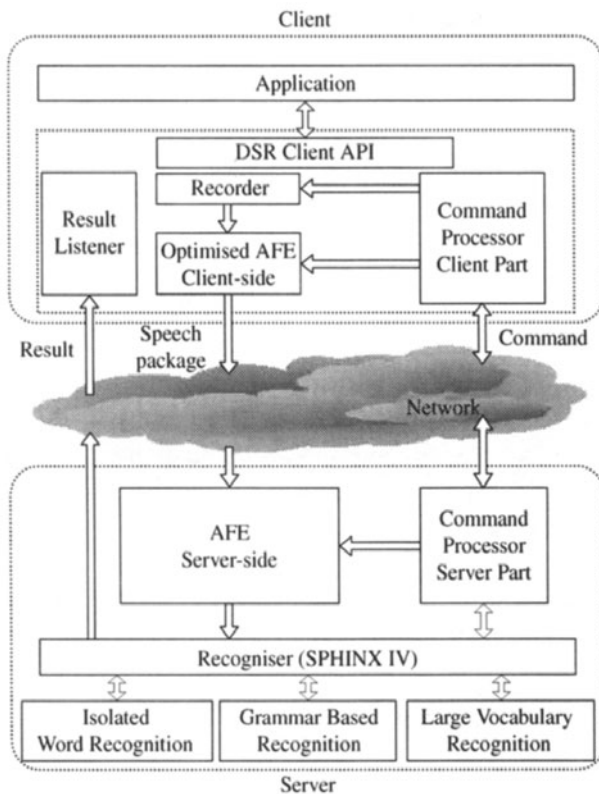 Client
Application
DSR Client API
Recorder
Result
Listener
Optimised AFE
Client-side
Command
Processor
Client Part
Result
Speech
package
Command
Network
AFE
Server-side
Command
Processor
Server Part
Recogniser (SPHINX IV)
Isolated
Word Recognition
Grammar Based
Recognition
Large Vocabulary
Recognition
Server